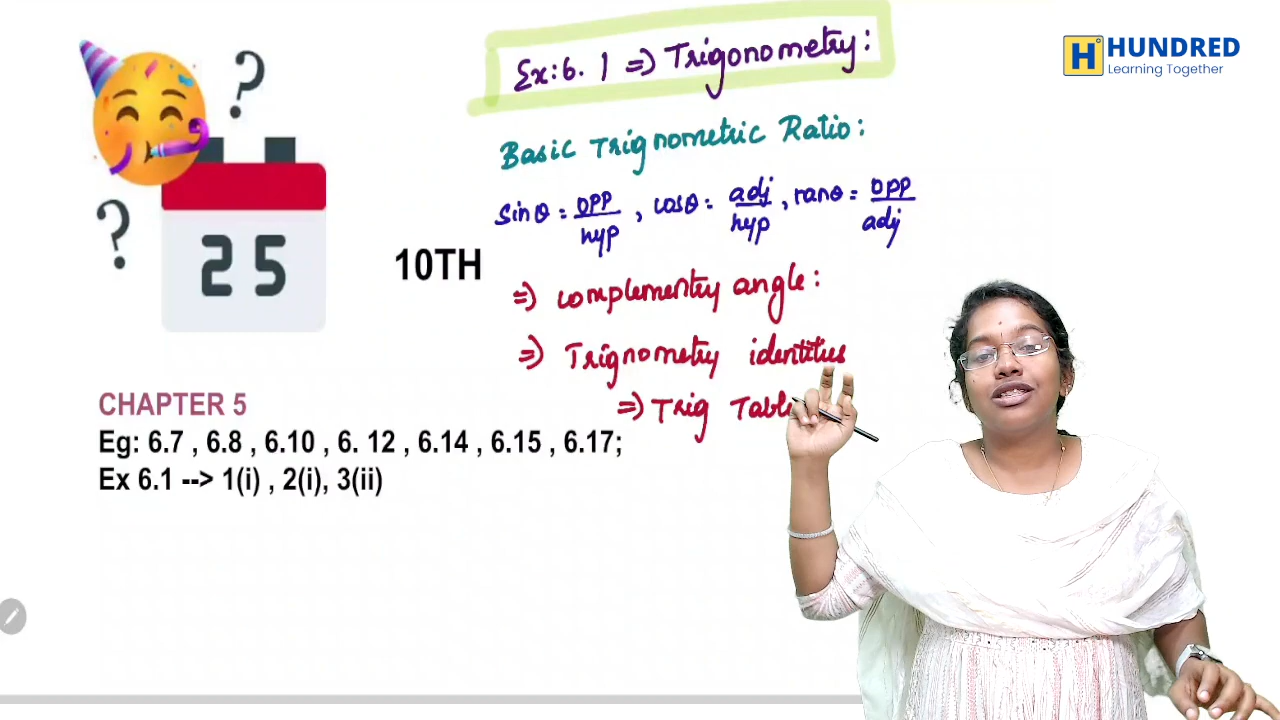 HUNDRED
Learning Together
Ex: 6. 1 ⇒ Trigonometry:
Basic Trignometric Ratio:
Sinθ = opp/hyp , cosθ = adj/hyp , Tanθ = opp/adj
⇒ complementry angle:
⇒ Trignometry identities
⇒ Trig
25
10TH
CHAPTER 5
Eg: 6.7 , 6.8 , 6.10 , 6. 12 , 6.14 , 6.15 , 6.17;
Ex 6.1 --> 1(i) , 2(i), 3(ii)